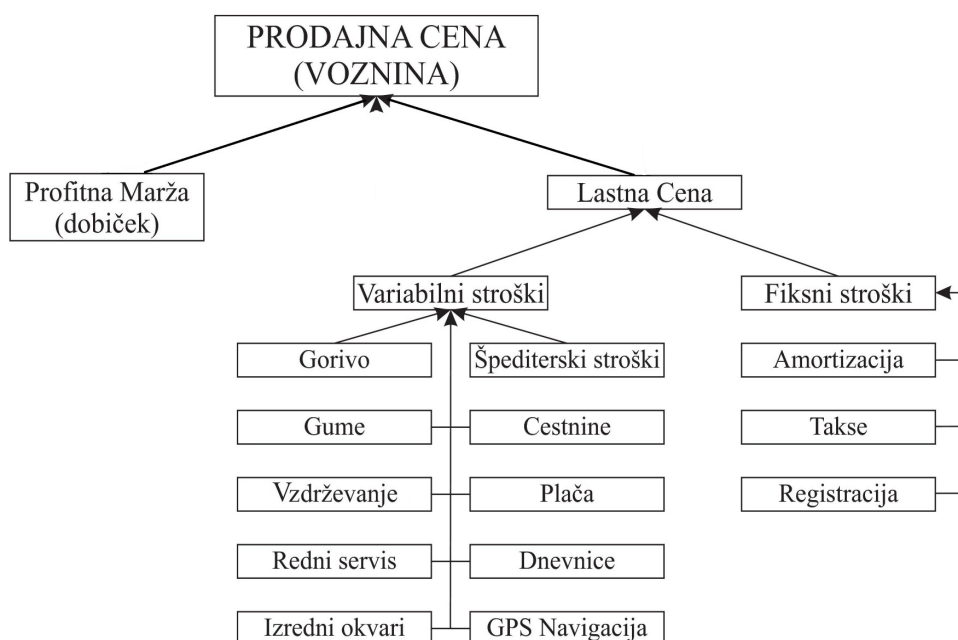 PRODAJNA CENA
(VOZNINA)
Profitna Marža
(dobiček)
Lastna Cena
Variabilni stroški
Fiksni stroški
Gorivo
Špediterski stroški
Amortizacija
Gume
Cestnine
Takse
Vzdrževanje
Plača
Registracija
Redni servis
Dnevnice
Izredni okvari
GPS Navigacija